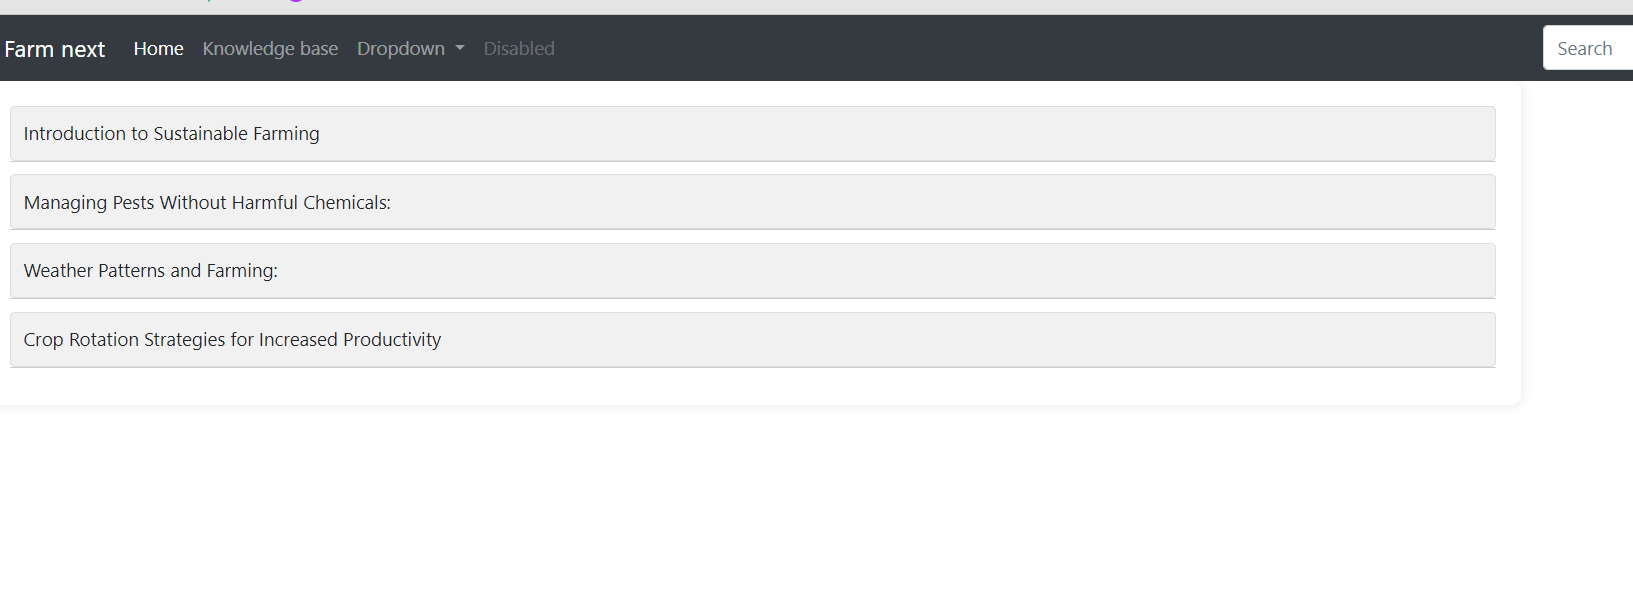 Farm next Home Knowledge base Dropdown Disabled Search
Introduction to Sustainable Farming
Managing Pests Without Harmful Chemicals:
Weather Patterns and Farming:
Crop Rotation Strategies for Increased Productivity